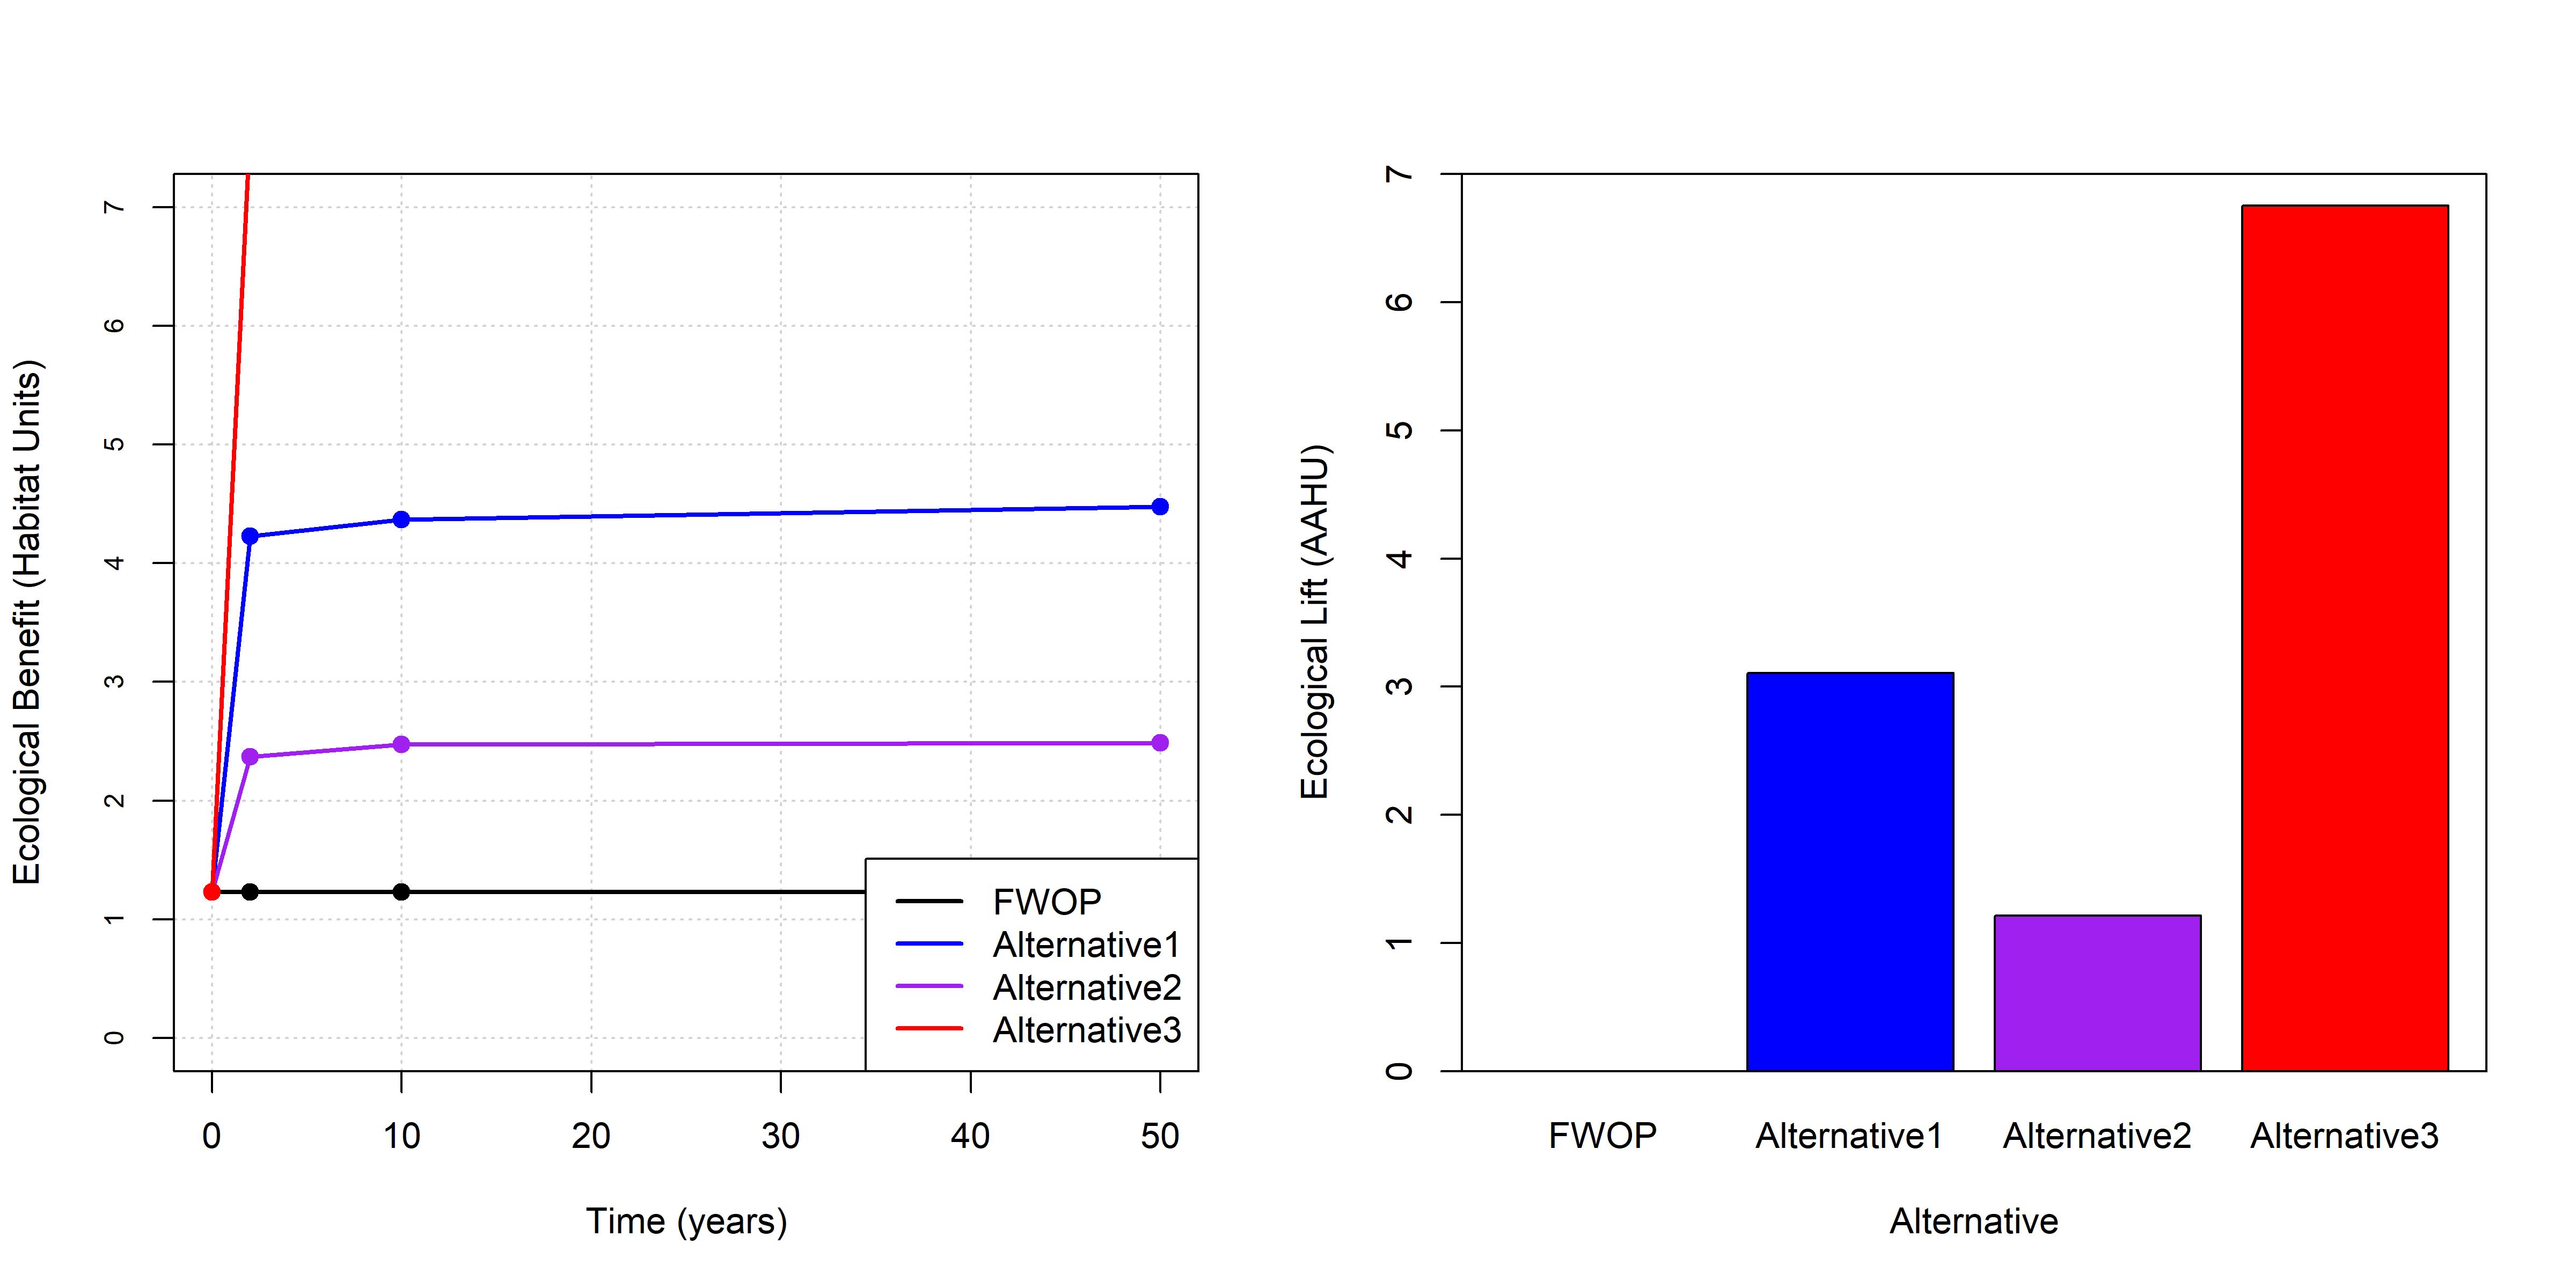 Ecological Benefit (Habitat Units)
7
6
5
4
3
2
1
0
0 10 20 30 40 50
Time (years)
FWOP
Alternative1
Alternative2
Alternative3
Ecological Lift (AAHU)
7
6
5
4
3
2
1
0
FWOP Alternative1 Alternative2 Alternative3
Alternative